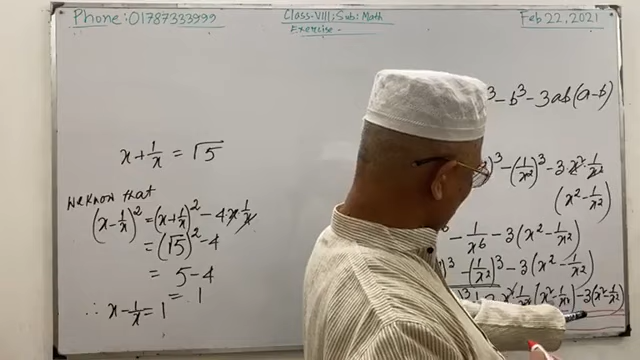 Phone: 01787333999
Class-VIII; Sub: Math
Exercise -
Feb 22, 2021
x + 1/x = √5
We know that
(x - 1/x)² = (x + 1/x)² - 4·x·1/x
= (√5)² - 4
= 5 - 4
= 1
∴ x - 1/x = 1
³ - b³ - 3ab(a-b)
)³ - (1/x²)³ - 3·x²·1/x²
(x² - 1/x²)
- 1/x⁶ - 3(x² - 1/x²)
)³ - (1/x²)³ - 3(x² - 1/x²)
(x² - 1/x²) - 3(x² - 1/x²)